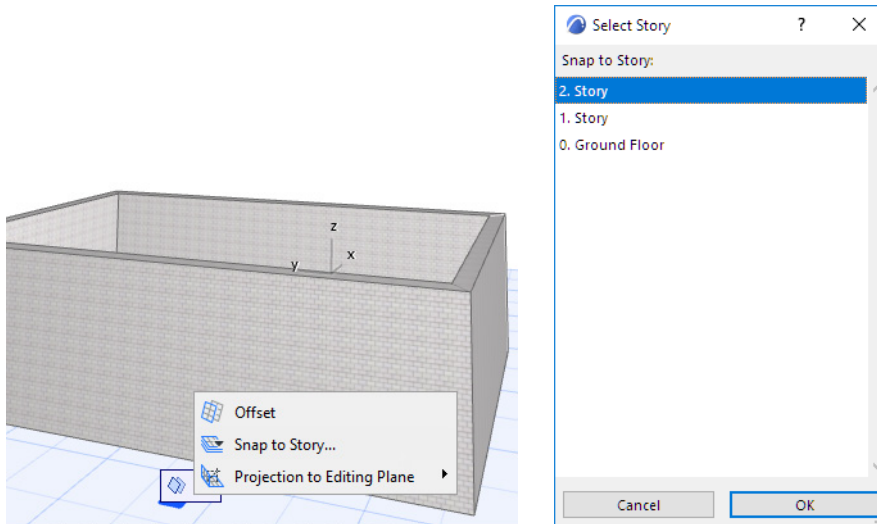 z
x
y
Offset
Snap to Story...
Projection to Editing Plane
Select Story
?
Snap to Story:
2. Story
1. Story
0. Ground Floor
Cancel
OK